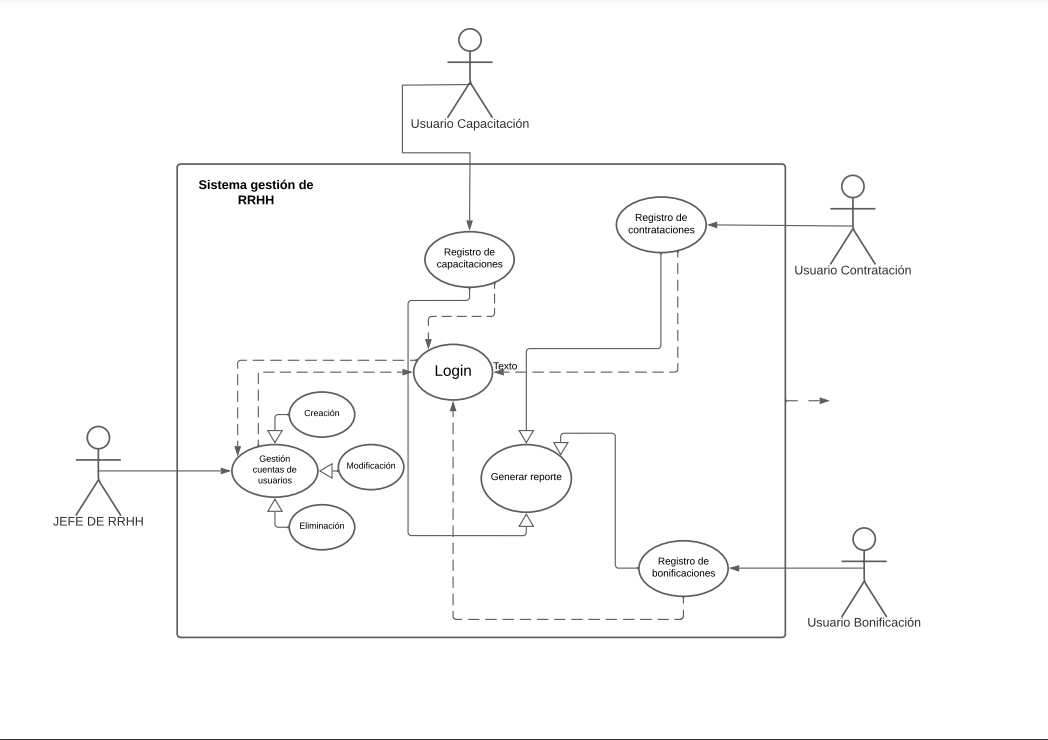 Usuario Capacitación
Sistema gestión de
RRHH
Registro de
contrataciones
Usuario Contratación
Registro de
capacitaciones
Texto
Login
Creación
Gestión
cuentas de
usuarios
Modificación
Generar reporte
JEFE DE RRHH
Eliminación
Registro de
bonificaciones
Usuario Bonificación